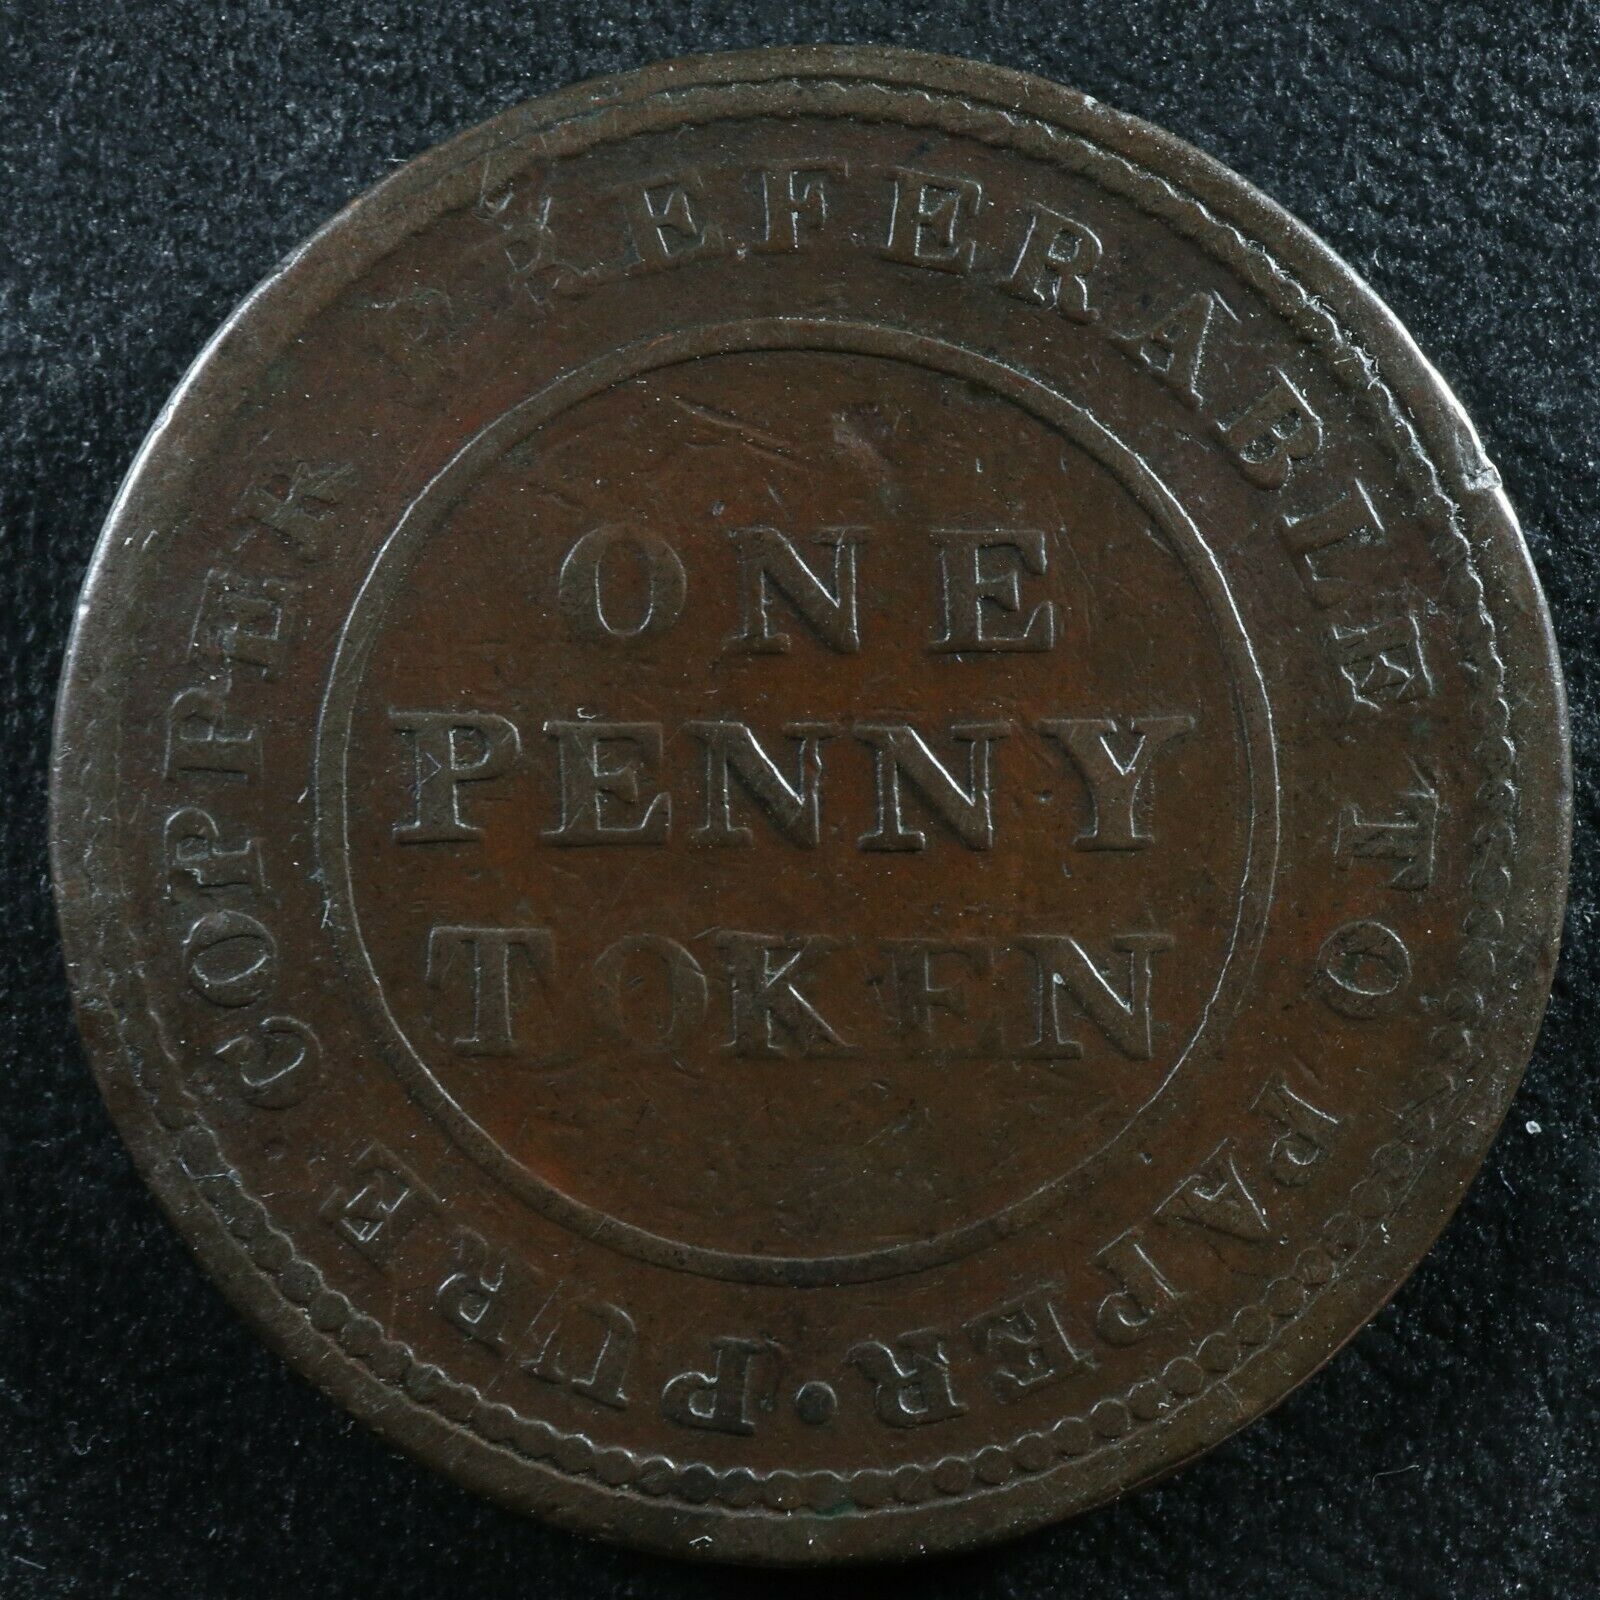 PURE COPPER PREFERABLE TO PAPER •
ONE
PENNY
TOKEN